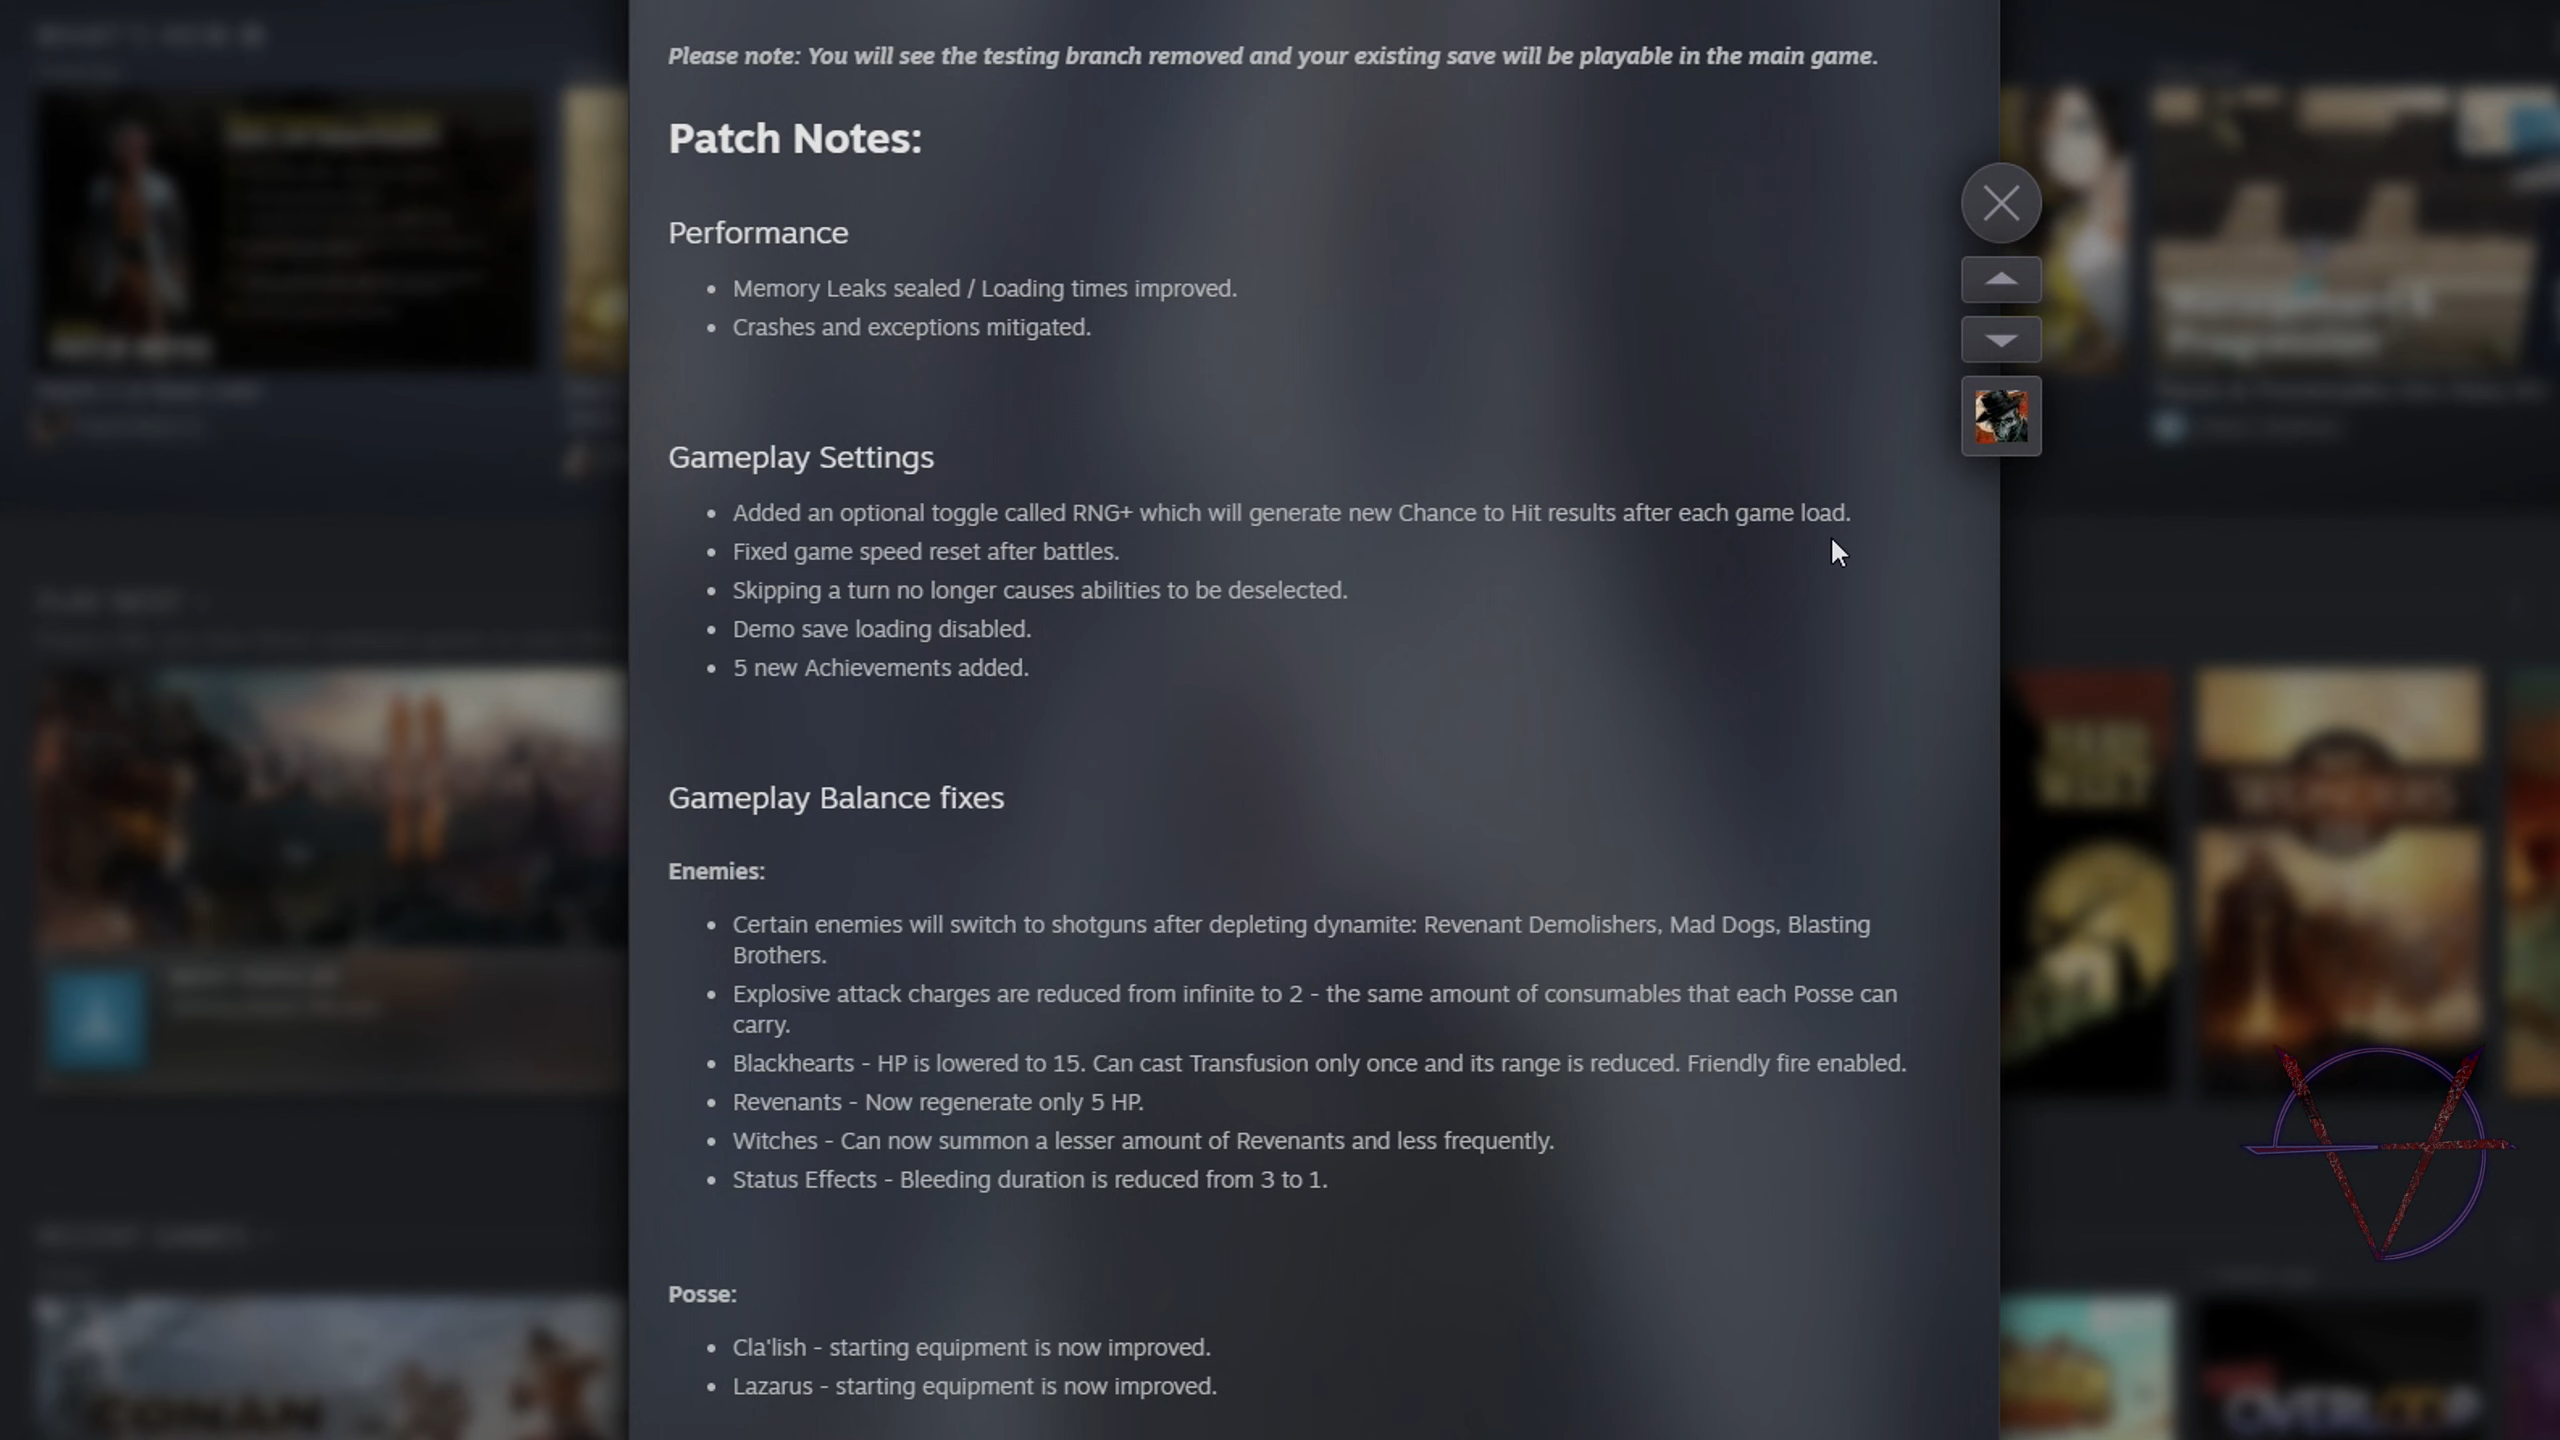 Please note: You will see the testing branch removed and your existing save will be playable in the main game.
Patch Notes:
Performance
Memory Leaks sealed / Loading times improved.
Crashes and exceptions mitigated.
Gameplay Settings
Added an optional toggle called RNG+ which will generate new Chance to Hit results after each game load.
Fixed game speed reset after battles.
Skipping a turn no longer causes abilities to be deselected.
Demo save loading disabled.
5 new Achievements added.
Gameplay Balance fixes
Enemies:
Certain enemies will switch to shotguns after depleting dynamite: Revenant Demolishers, Mad Dogs, Blasting
Brothers.
Explosive attack charges are reduced from infinite to 2 - the same amount of consumables that each Posse can
carry.
Blackhearts - HP is lowered to 15. Can cast Transfusion only once and its range is reduced. Friendly fire enabled.
Revenants - Now regenerate only 5 HP.
Witches - Can now summon a lesser amount of Revenants and less frequently.
Status Effects - Bleeding duration is reduced from 3 to 1.
Posse:
Cla'lish - starting equipment is now improved.
Lazarus - starting equipment is now improved.
CONAN